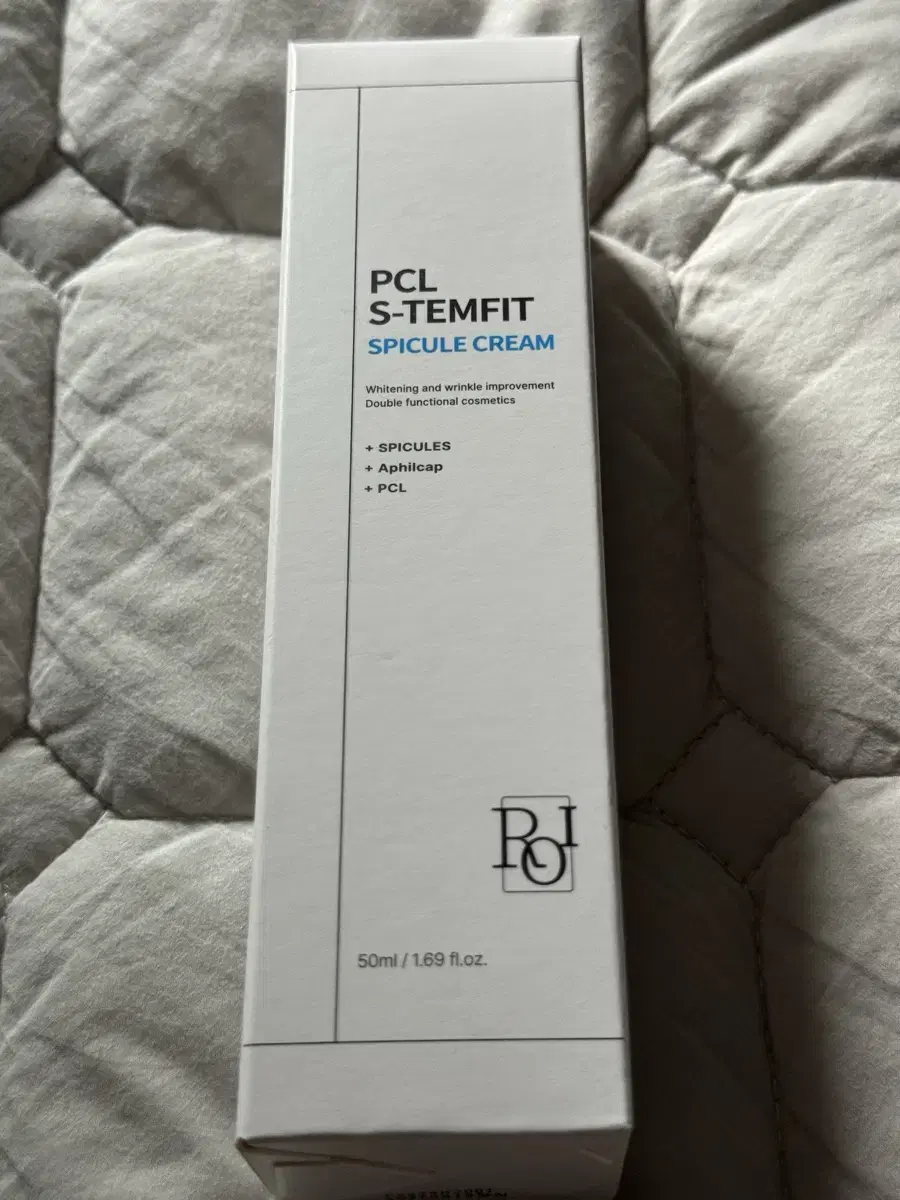 PCL
S-TEMFIT
SPICULE CREAM
Whitening and wrinkle improvement
Double functional cosmetics
+ SPICULES
+ Aphilcap
+ PCL
ROI
50ml / 1.69 fl.oz.